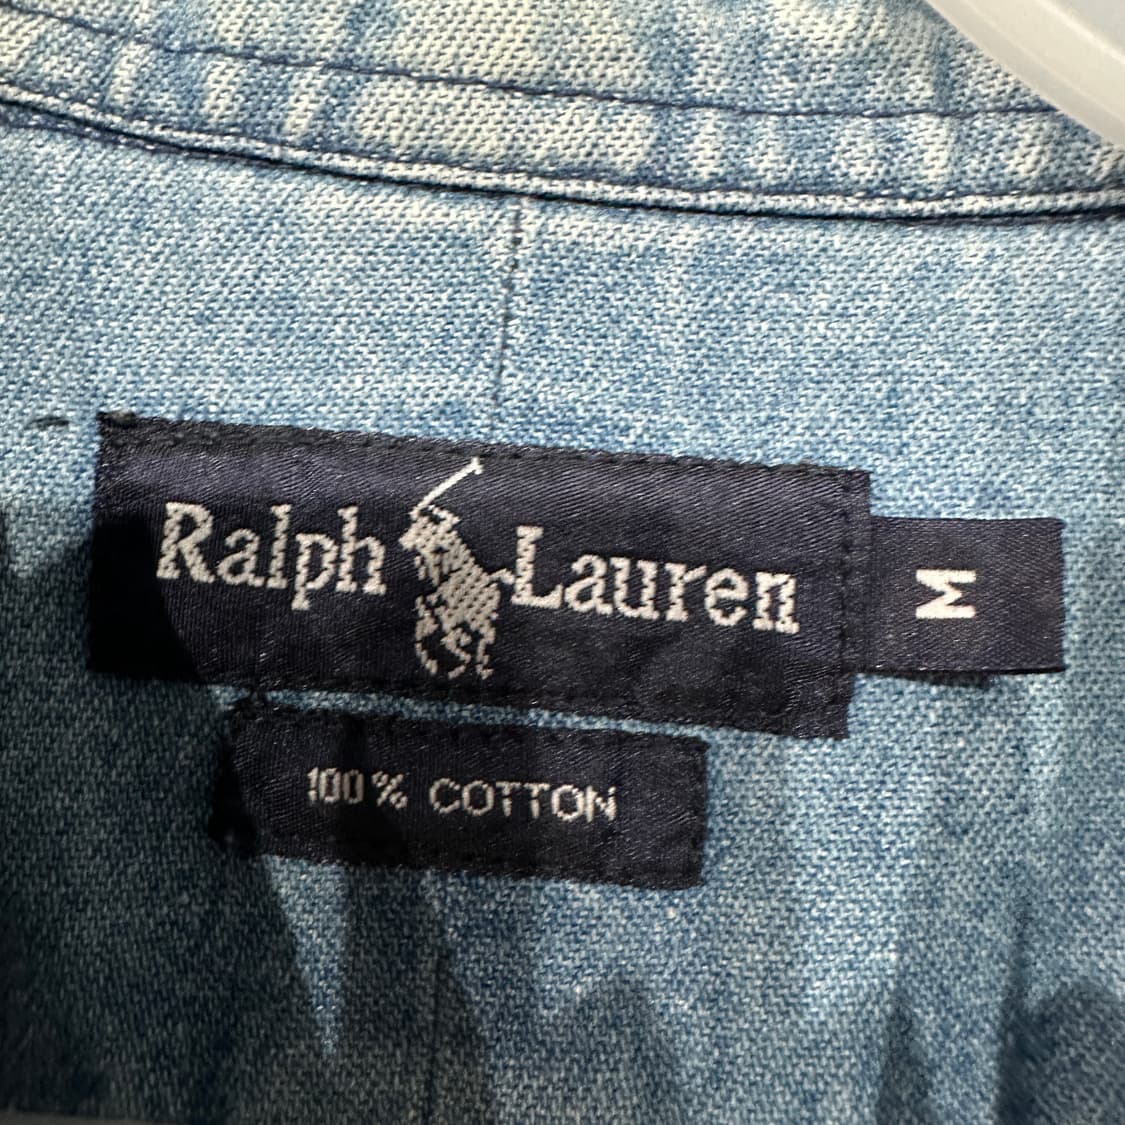 Ralph Lauren
M
100% COTTON